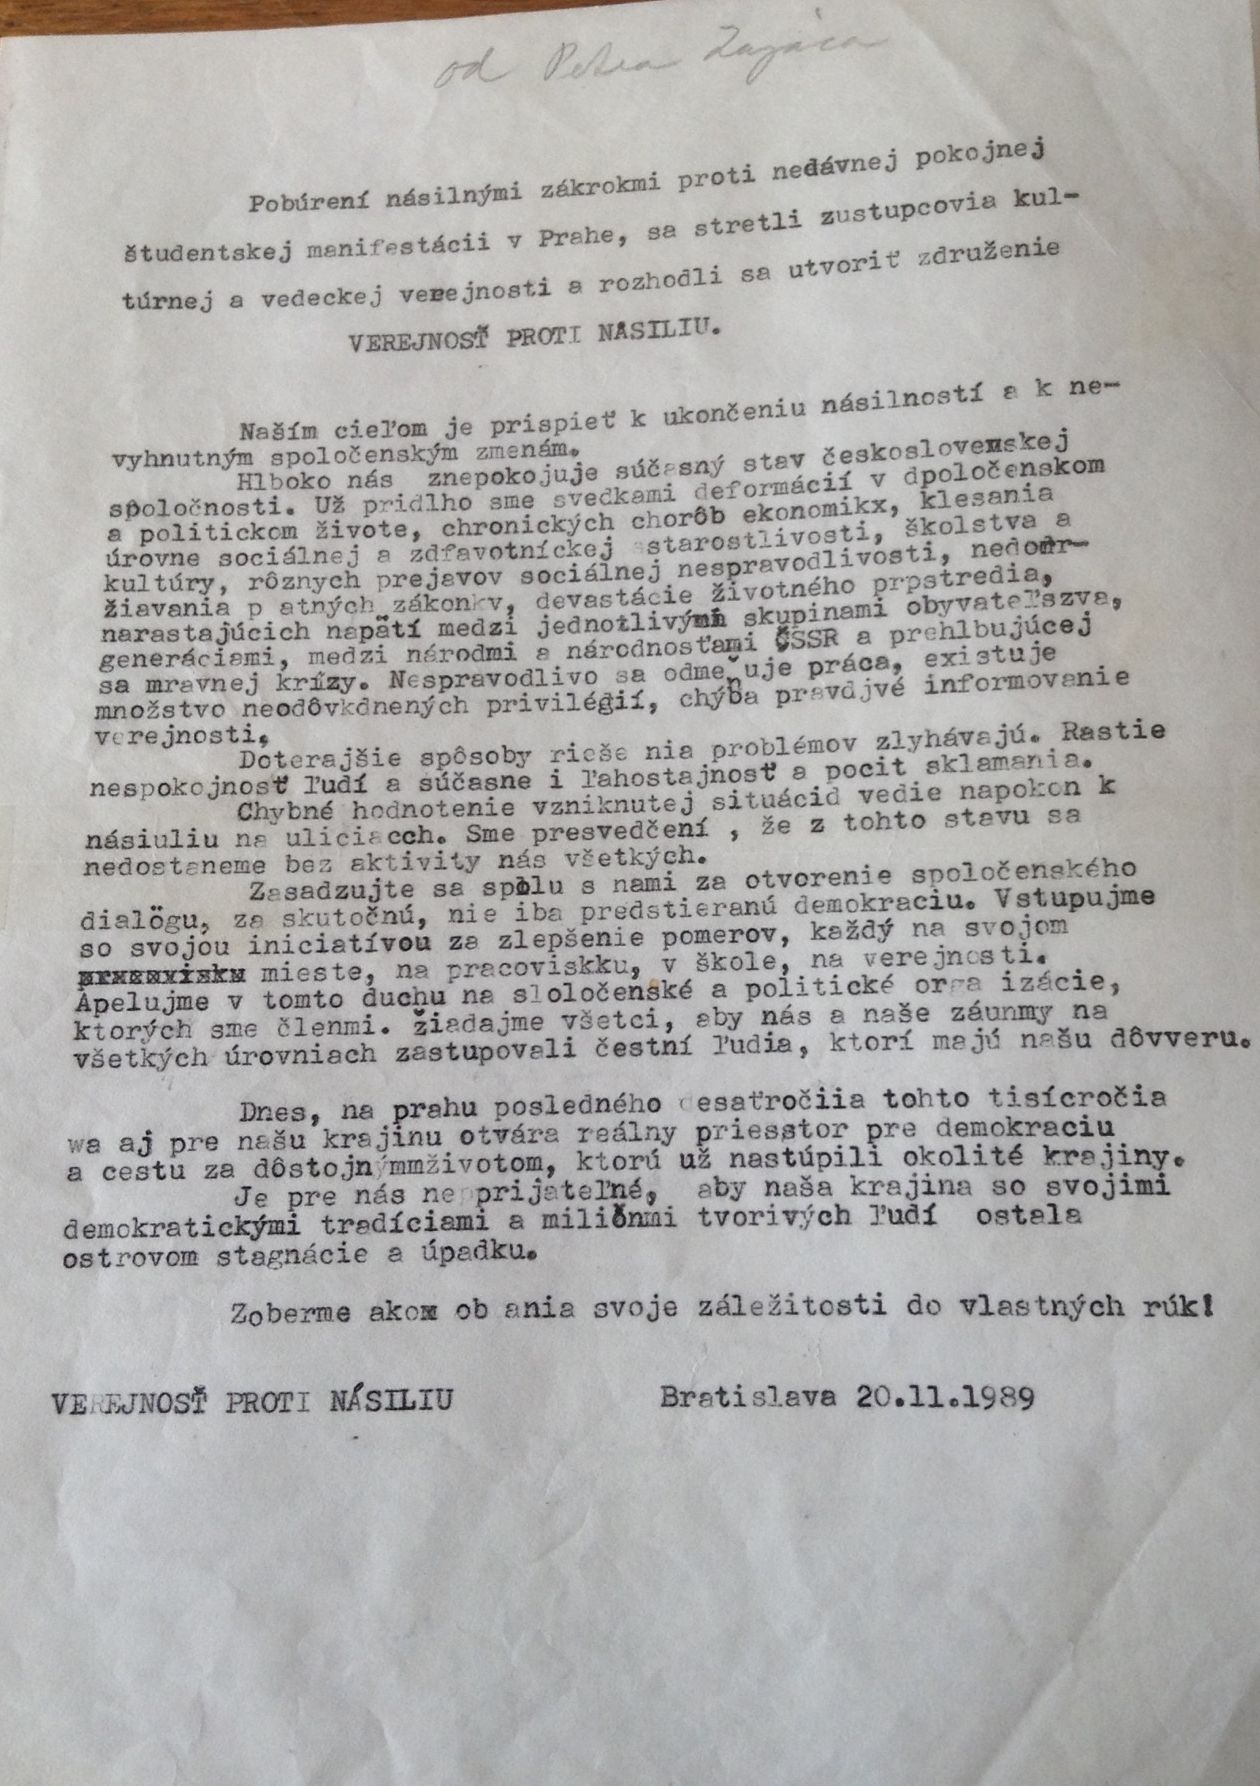 od Petra Zajaca
Pobúrení násilnými zákrokmi proti nedávnej pokojnej
študentskej manifestácii v Prahe, sa stretli zustupcovia kul-
túrnej a vedeckej verejnosti a rozhodli sa utvoriť združenie
VEREJNOSŤ PROTI NÁSILIU.
Naším cieľom je prispieť k ukončeniu násilností a k ne-
vyhnutným spoločenským zmenám.
Hlboko nás znepokojuje súčasný stav československej
spoločnosti. Už pridlho sme svedkami deformácií v dpoločenskom
a politickom živote, chronických chorôb ekonomikx, klesania
úrovne sociálnej a zdravotníckej starostlivosti, školstva a
kultúry, rôznych prejavov sociálnej nespravodlivosti, nedodr-
žiavania p atných zákonkv, devastácie životného prpstredia,
narastajúcich napätí medzi jednotlivými skupinami obyvateľszva,
generáciami, medzi národmi a národnosťami ČSSR a prehlbujúcej
sa mravnej krízy. Nespravodlivo sa odmeňuje práca, existuje
množstvo neodôvkdnených privilégií, chýba pravdjvé informovanie
verejnosti.
Doterajšie spôsoby rieše nia problémov zlyhávajú. Rastie
nespokojnosť ľudí a súčasne i ľahostajnosť a pocit sklamania.
Chybné hodnotenie vzniknutej situácid vedie napokon k
násiuliu na uliciacch. Sme presvedčení , že z tohto stavu sa
nedostaneme bez aktivity nás všetkých.
Zasadzujte sa spolu s nami za otvorenie spoločenského
dialögu, za skutočnú, nie iba predstieranú demokraciu. Vstupujme
so svojou iniciatívou za zlepšenie pomerov, každý na svojom
mieste, na pracoviskku, v škole, na verejnosti.
Apelujme v tomto duchu na sloločenské a politické orga izácie,
ktorých sme členmi. žiadajme všetci, aby nás a naše záunmy na
všetkých úrovniach zastupovali čestní ľudia, ktorí majú našu dôvveru.
Dnes, na prahu posledného desaťročiia tohto tisícročia
wa aj pre našu krajinu otvára reálny priesstor pre demokraciu
a cestu za dôstojnýmmživotom, ktorú už nastúpili okolité krajiny.
Je pre nás neprijateľné, aby naša krajina so svojimi
demokratickými tradíciami a miliónmi tvorivých ľudí ostala
ostrovom stagnácie a úpadku.
Zoberme ako ob ania svoje záležitosti do vlastných rúk!
VEREJNOSŤ PROTI NÁSILIU Bratislava 20.11.1989